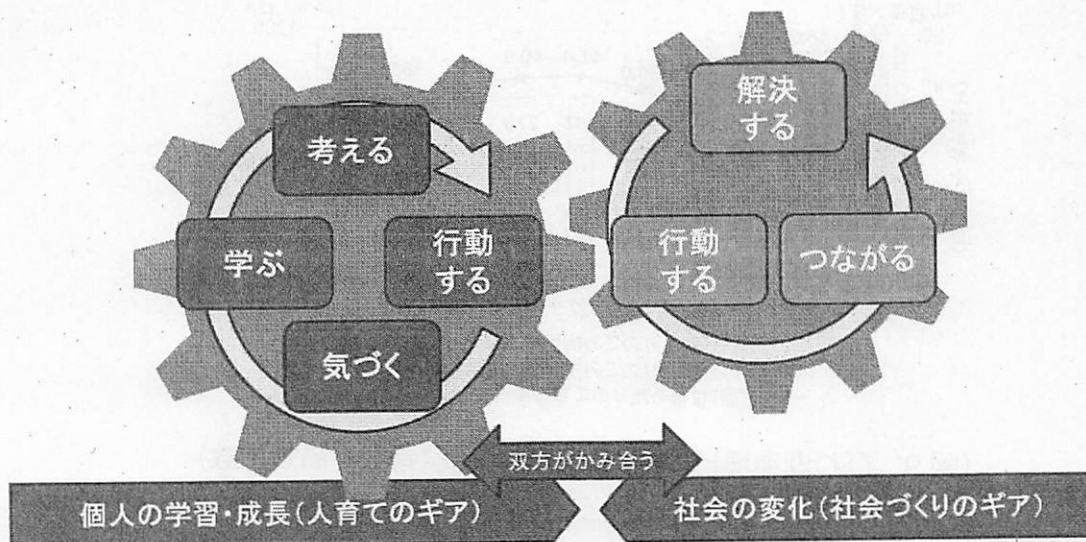 考える
学ぶ
行動
する
気づく
解決
する
行動
する
つながる
双方がかみ合う
個人の学習・成長(人育てのギア)
社会の変化(社会づくりのギア)